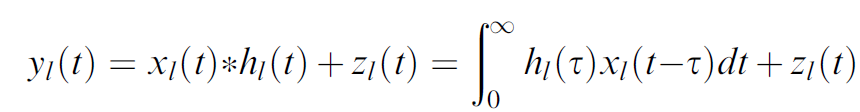 y_l(t) = x_l(t)*h_l(t) + z_l(t) = ∫_0^∞ h_l(τ)x_l(t−τ)dt + z_l(t)